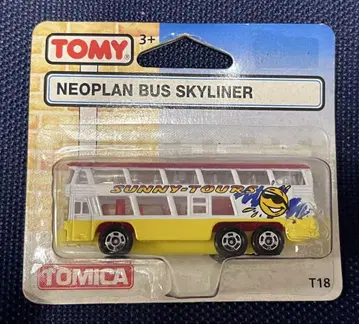 TOMY 3+
NEOPLAN BUS SKYLINER
SUNNY-TOURS
TOMICA
T18